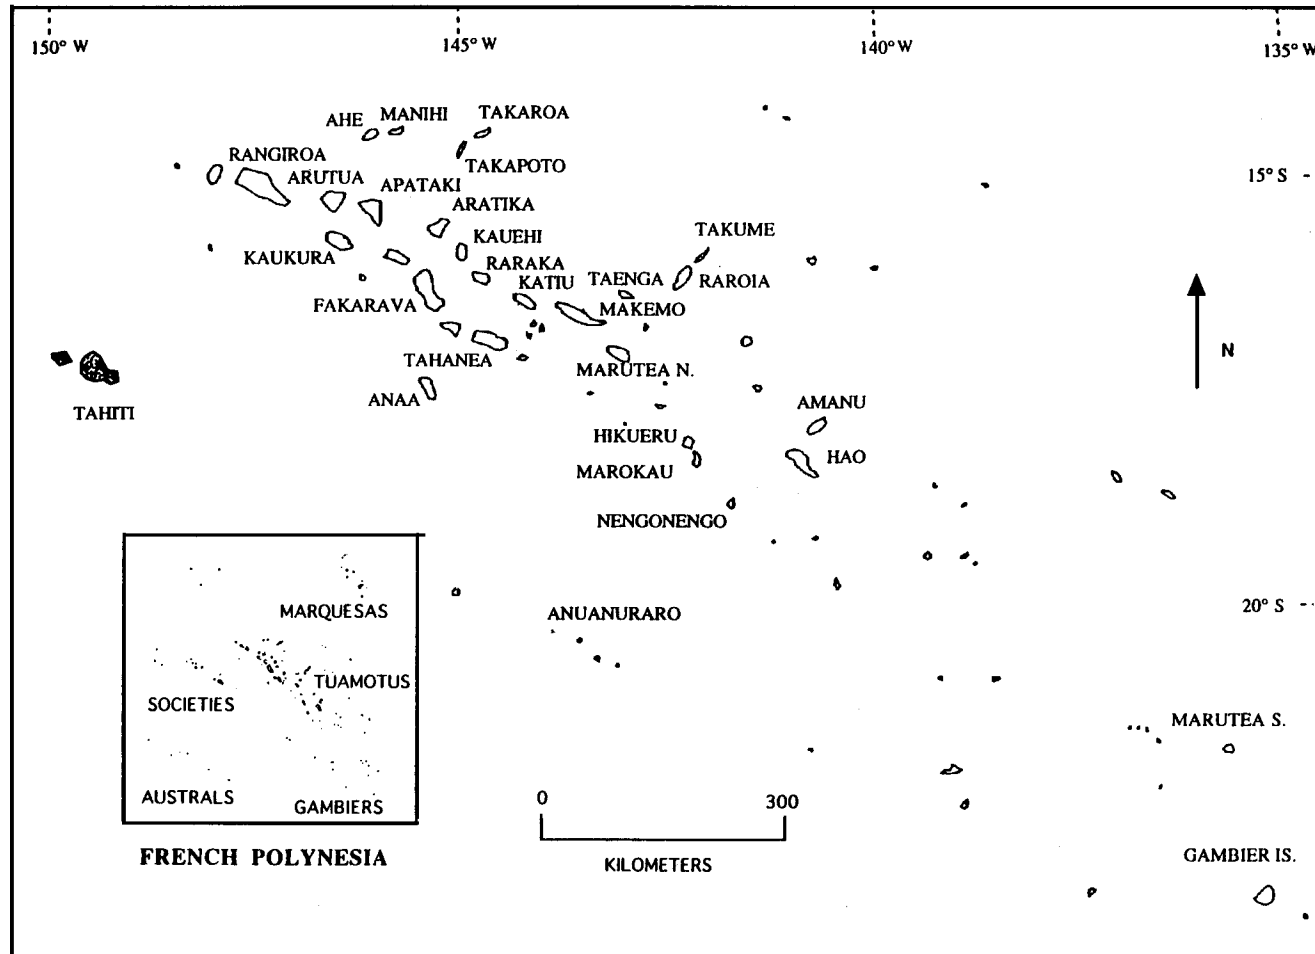 150° W
145° W
140° W
135° W
AHE
MANIHI
TAKAROA
RANGIROA
TAKAPOTO
15° S
ARUTUA
APATAKI
ARATIKA
TAKUME
KAUKURA
KAUEHI
RARAKA
TAENGA
RAROIA
KATIU
FAKARAVA
MAKEMO
N
TAHANEA
MARUTEA N.
ANAA
TAHITI
AMANU
HIKUERU
HAO
MAROKAU
NENGONENGO
ANUANURARO
20° S
MARQUESAS
TUAMOTUS
SOCIETIES
AUSTRALS
GAMBIERS
FRENCH POLYNESIA
0
300
KILOMETERS
MARUTEA S.
GAMBIER IS.